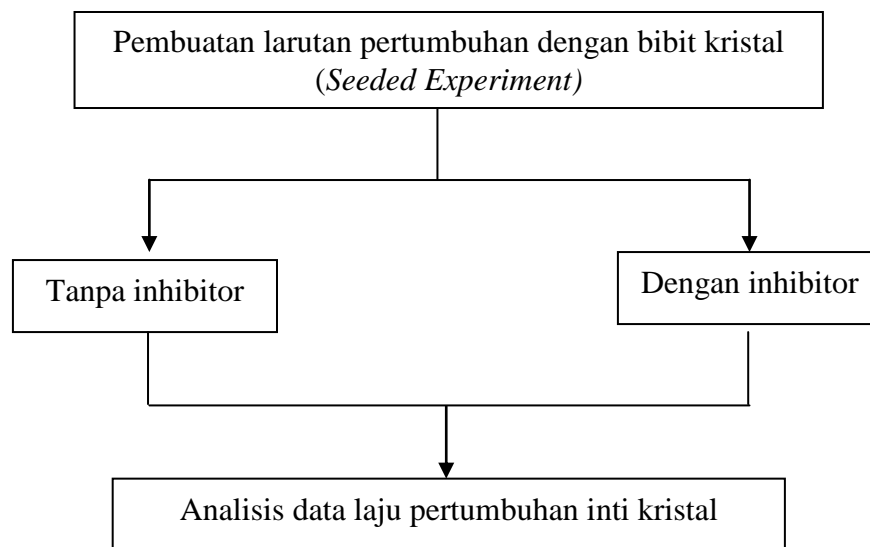 Pembuatan larutan pertumbuhan dengan bibit kristal
(Seeded Experiment)
Tanpa inhibitor
Dengan inhibitor
Analisis data laju pertumbuhan inti kristal